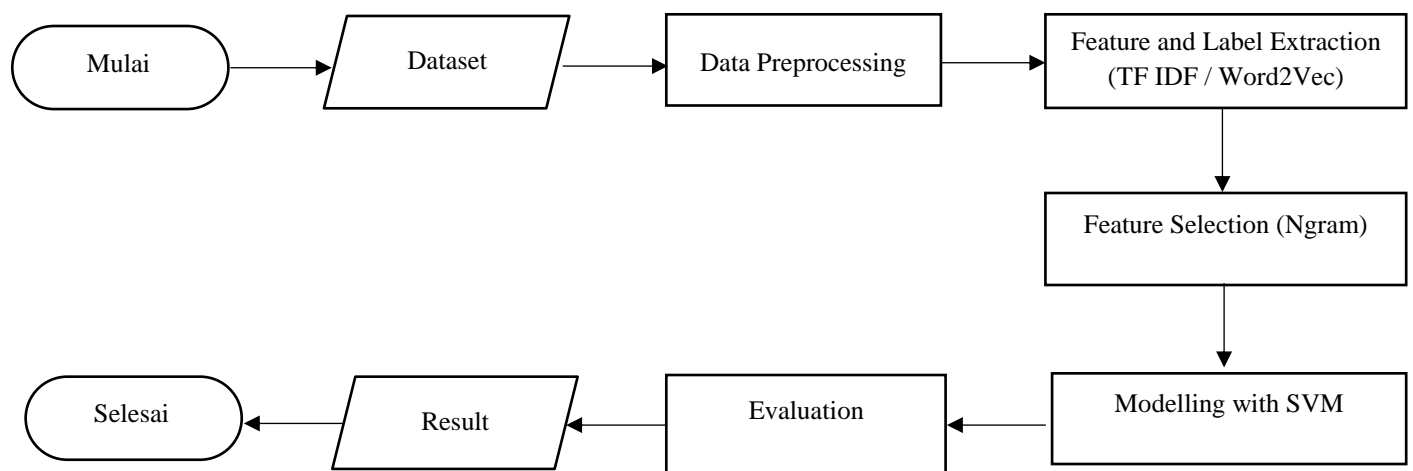 Mulai
Dataset
Data Preprocessing
Feature and Label Extraction
(TF IDF / Word2Vec)
Feature Selection (Ngram)
Modelling with SVM
Evaluation
Result
Selesai